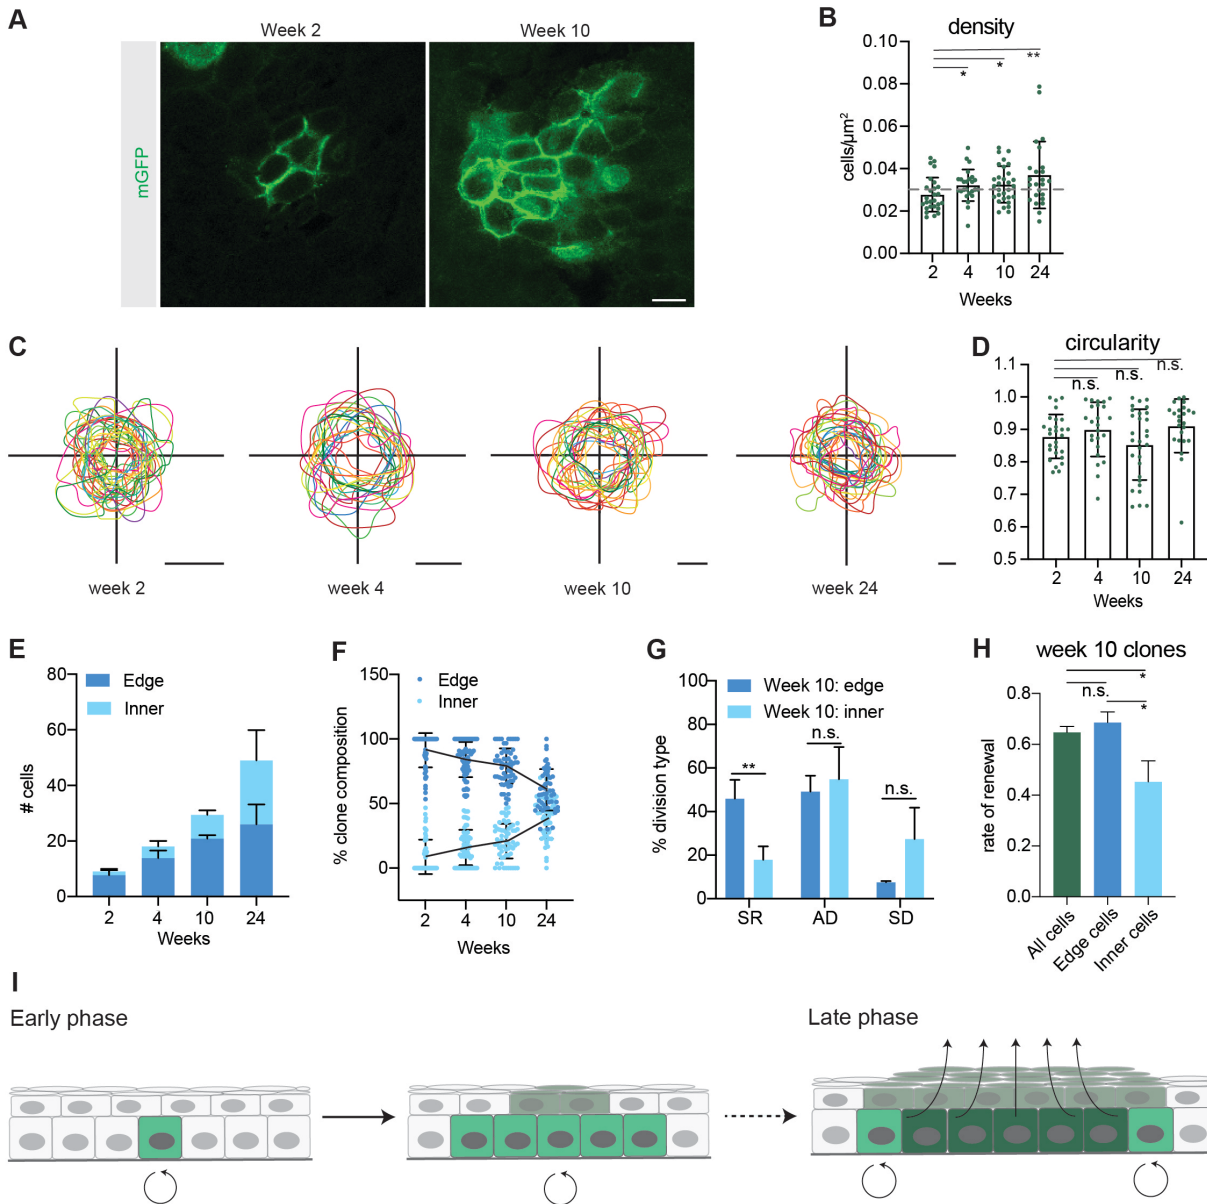 A
Week 2
Week 10
mGFP
B
density
cells/µm²
0.10
0.08
0.06
0.04
0.02
0.00
*
*
**
2 4 10 24
Weeks
C
week 2
week 4
week 10
week 24
D
circularity
1.1
1.0
0.9
0.8
0.7
0.6
0.5
n.s.
n.s.
n.s.
2 4 10 24
Weeks
E
# cells
80
60
40
20
0
Edge
Inner
2 4 10 24
Weeks
F
% clone composition
150
100
50
0
Edge
Inner
2 4 10 24
Weeks
G
% division type
100
80
60
40
20
0
Week 10: edge
Week 10: inner
**
n.s.
n.s.
SR AD SD
H
week 10 clones
rate of renewal
0.8
0.6
0.4
0.2
0.0
*
n.s.
*
All cells
Edge cells
Inner cells
I
Early phase
Late phase